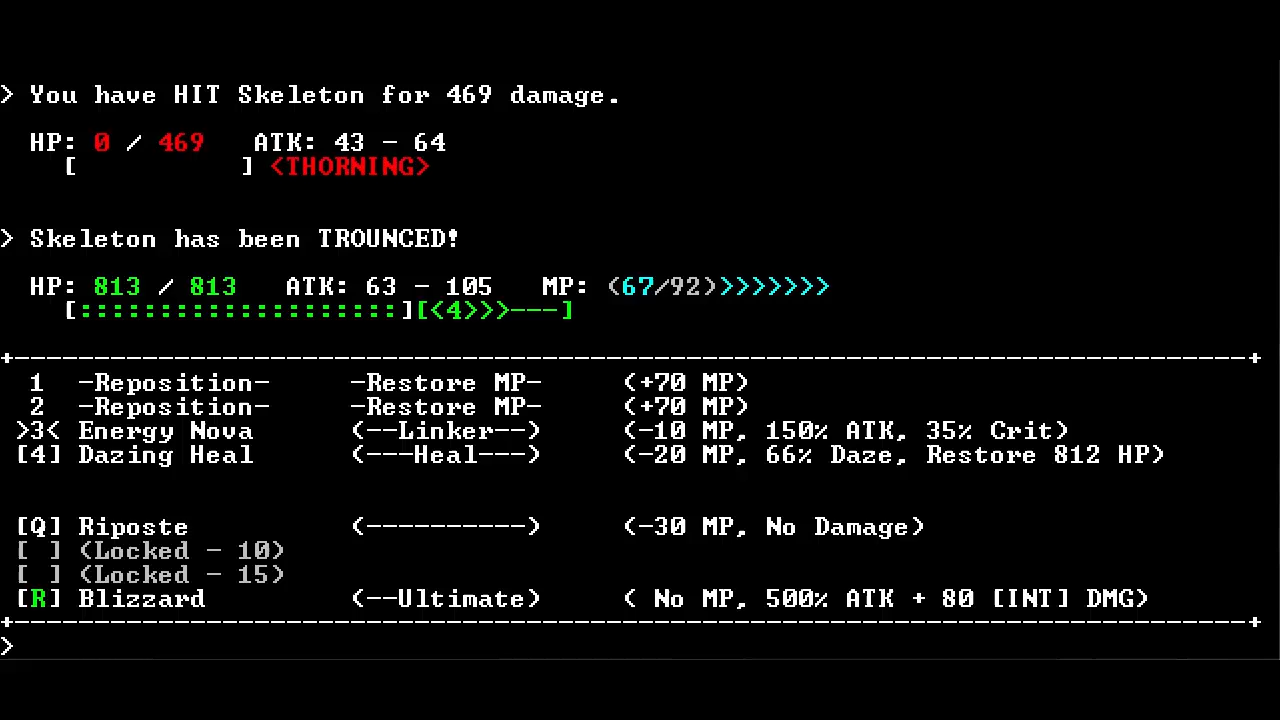 > You have HIT Skeleton for 469 damage.
HP: 0 / 469   ATK: 43 - 64
[          ] <THORNING>
> Skeleton has been TROUNCED!
HP: 813 / 813   ATK: 63 - 105   MP: (67/92)>>>>>>>
[::::::::::::::::::::][<4>>>---]
+-----------------------------------------------------------------------------+
1  -Reposition-     -Restore MP-     (+70 MP)
2  -Reposition-     -Restore MP-     (+70 MP)
>3< Energy Nova      (--Linker--)     (-10 MP, 150% ATK, 35% Crit)
[4] Dazing Heal      (---Heal---)     (-20 MP, 66% Daze, Restore 812 HP)
[Q] Riposte          (----------)     (-30 MP, No Damage)
[ ] (Locked - 10)
[ ] (Locked - 15)
[R] Blizzard         (--Ultimate)     ( No MP, 500% ATK + 80 [INT] DMG)
+-----------------------------------------------------------------------------+
>